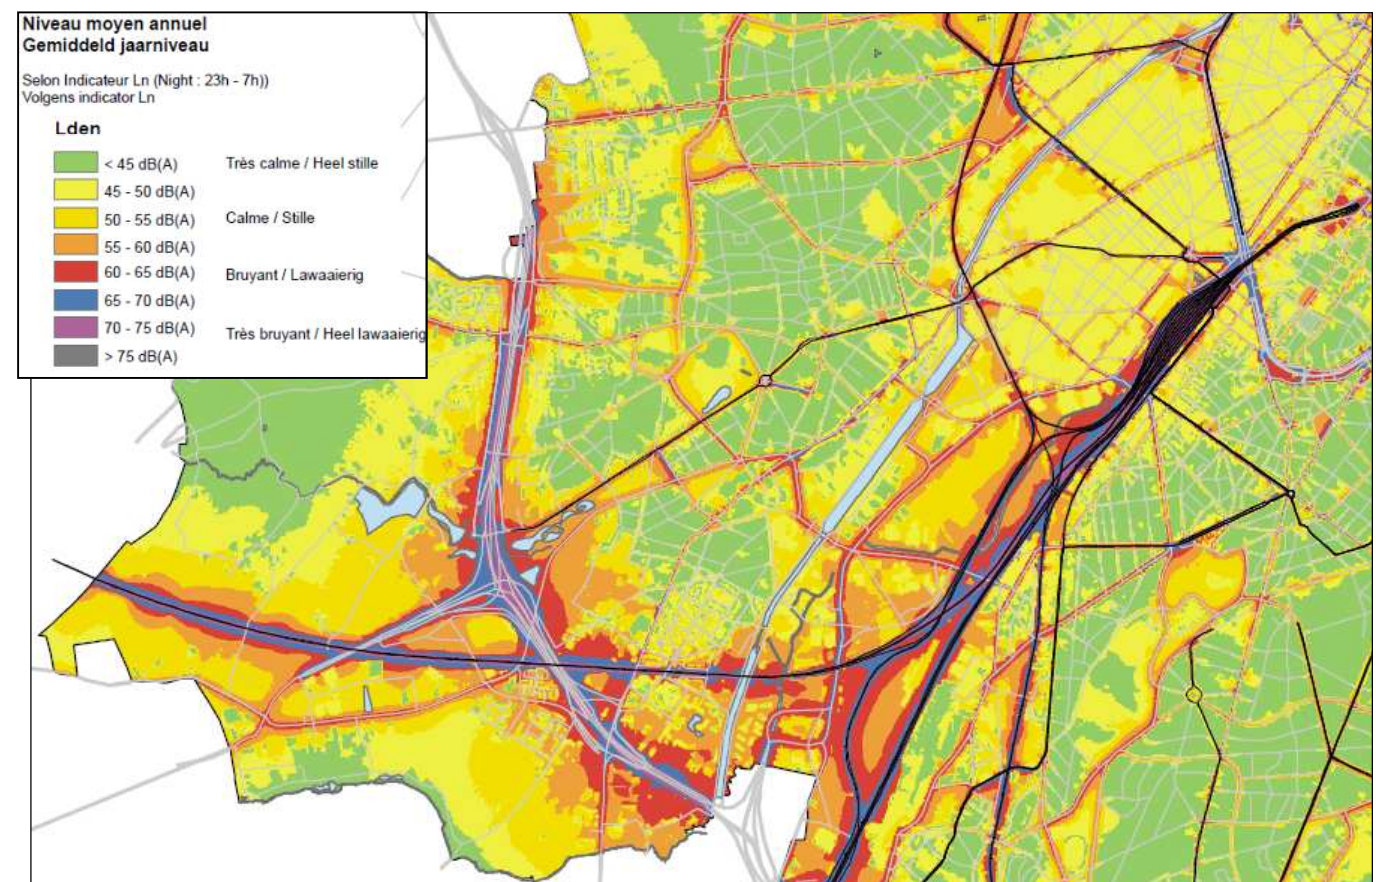 Niveau moyen annuel
Gemiddeld jaarniveau
Selon Indicateur Ln (Night : 23h - 7h))
Volgens indicator Ln
Lden
< 45 dB(A) Très calme / Heel stille
45 - 50 dB(A)
50 - 55 dB(A) Calme / Stille
55 - 60 dB(A)
60 - 65 dB(A) Bruyant / Lawaaierig
65 - 70 dB(A)
70 - 75 dB(A) Très bruyant / Heel lawaaierig
> 75 dB(A)